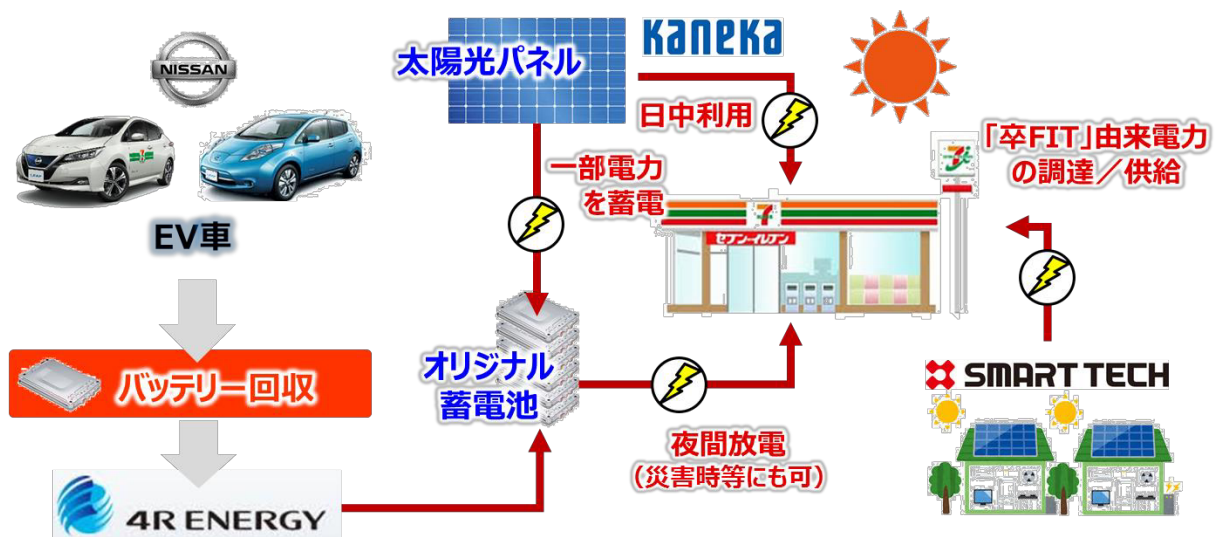 NISSAN
EV車
バッテリー回収
4R ENERGY
太陽光パネル
Kaneka
日中利用
一部電力
を蓄電
オリジナル
蓄電池
夜間放電
（災害時等にも可）
7
セブン-イレブン
「卒FIT」由来電力
の調達／供給
SMART TECH